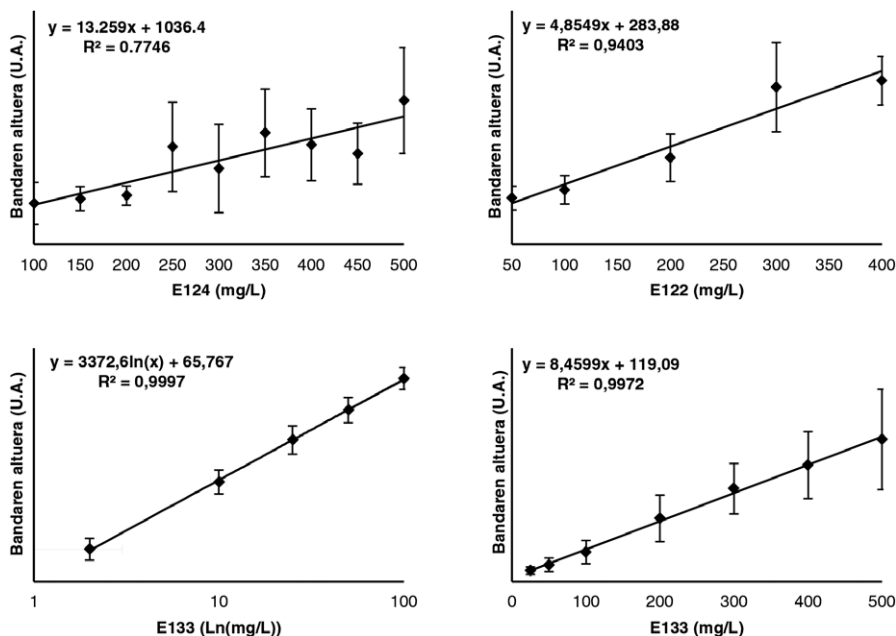 y = 13.259x + 1036.4
R² = 0.7746
Bandaren altuera (U.A.)
100 150 200 250 300 350 400 450 500
E124 (mg/L)
y = 4,8549x + 283,88
R² = 0,9403
Bandaren altuera (U.A.)
50 100 150 200 250 300 350 400
E122 (mg/L)
y = 3372,6ln(x) + 65,767
R² = 0,9997
Bandaren altuera (U.A.)
1 10 100
E133 (Ln(mg/L))
y = 8,4599x + 119,09
R² = 0,9972
Bandaren altuera (U.A.)
0 100 200 300 400 500
E133 (mg/L)